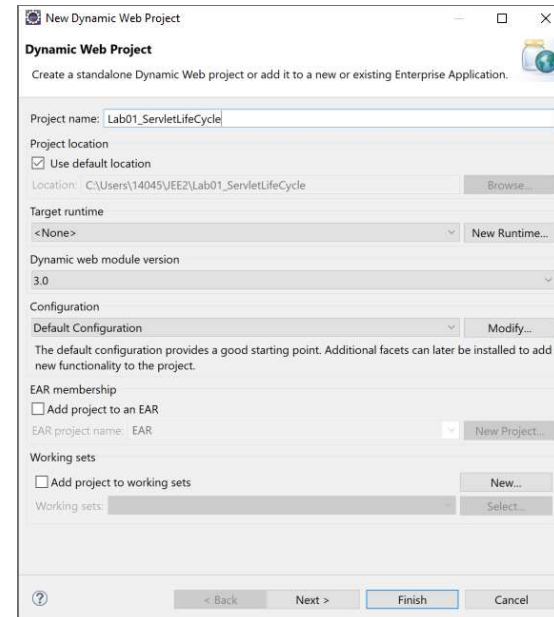 New Dynamic Web Project
Dynamic Web Project
Create a standalone Dynamic Web project or add it to a new or existing Enterprise Application.
Project name: Lab01_ServletLifeCycle
Project location
Use default location
Location: C:\Users\14045\JEE2\Lab01_ServletLifeCycle Browse...
Target runtime
<None> New Runtime...
Dynamic web module version
3.0
Configuration
Default Configuration Modify...
The default configuration provides a good starting point. Additional facets can later be installed to add
new functionality to the project.
EAR membership
Add project to an EAR
EAR project name: EAR New Project...
Working sets
Add project to working sets New...
Working sets: Select...
? < Back Next > Finish Cancel